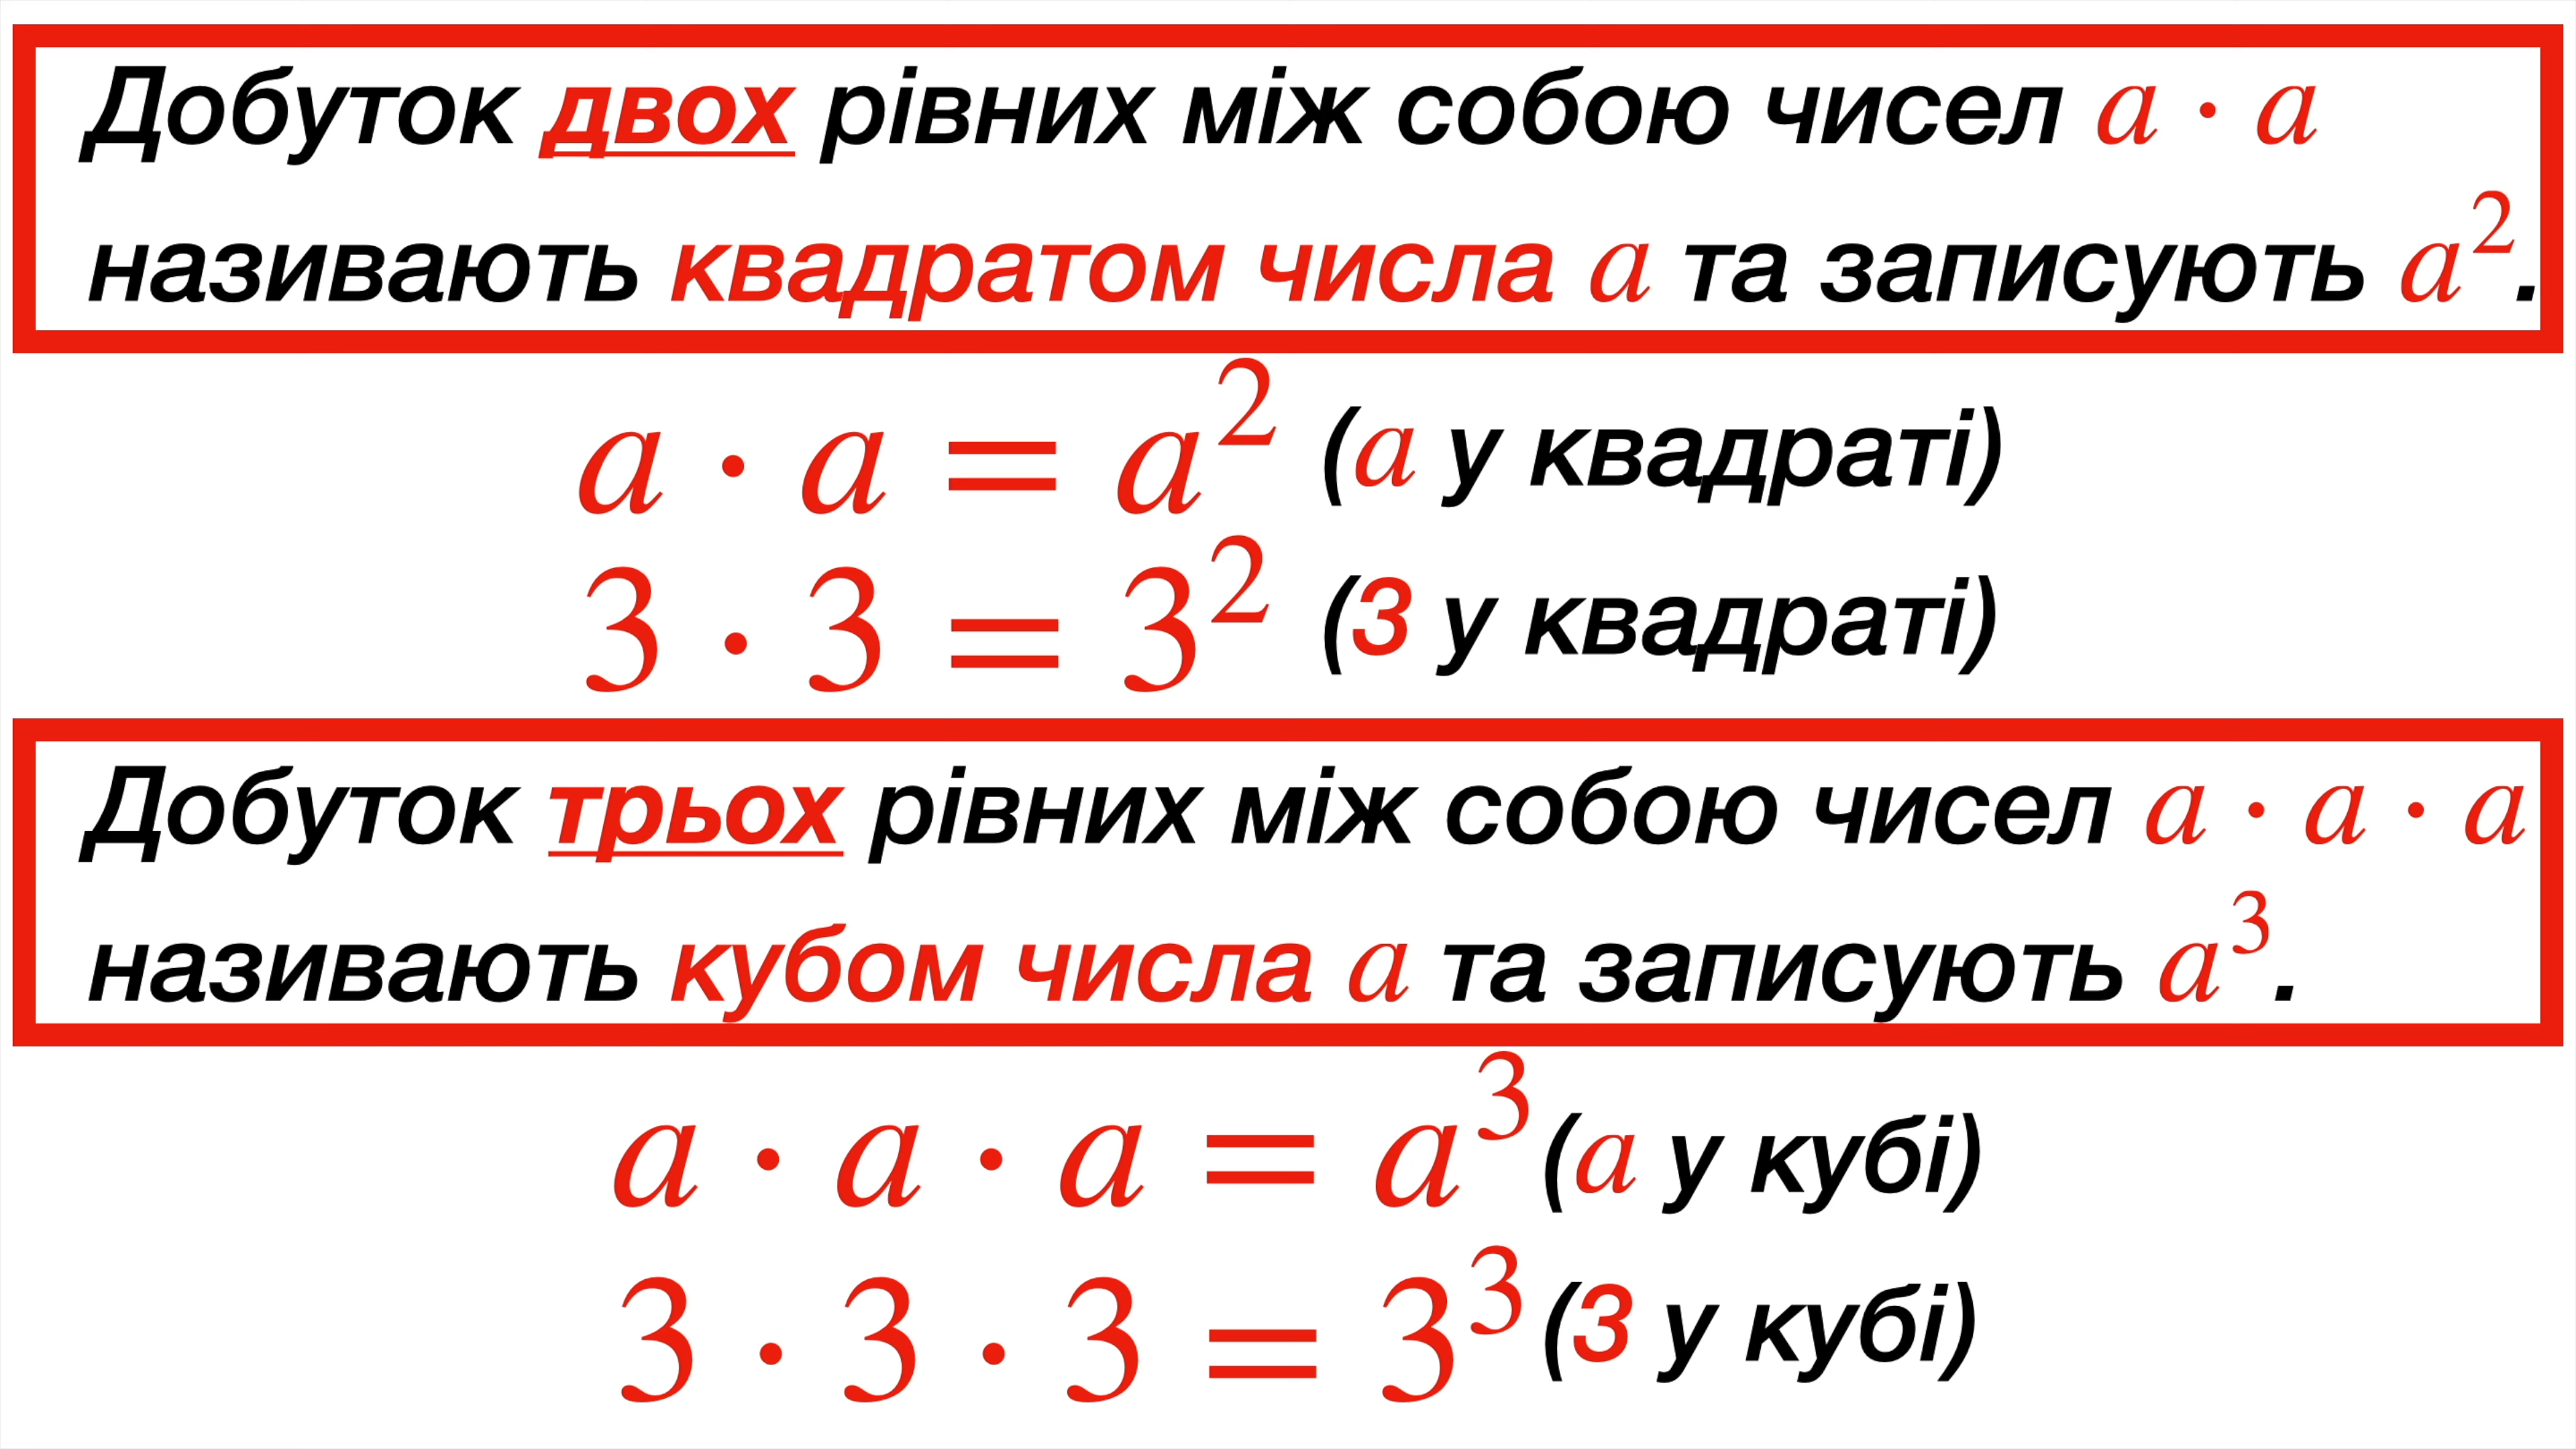 Добуток двох рівних між собою чисел a · a
називають квадратом числа a та записують a².
a · a = a² (a у квадраті)
3 · 3 = 3² (3 у квадраті)
Добуток трьох рівних між собою чисел a · a · a
називають кубом числа a та записують a³.
a · a · a = a³ (a у кубі)
3 · 3 · 3 = 3³ (3 у кубі)